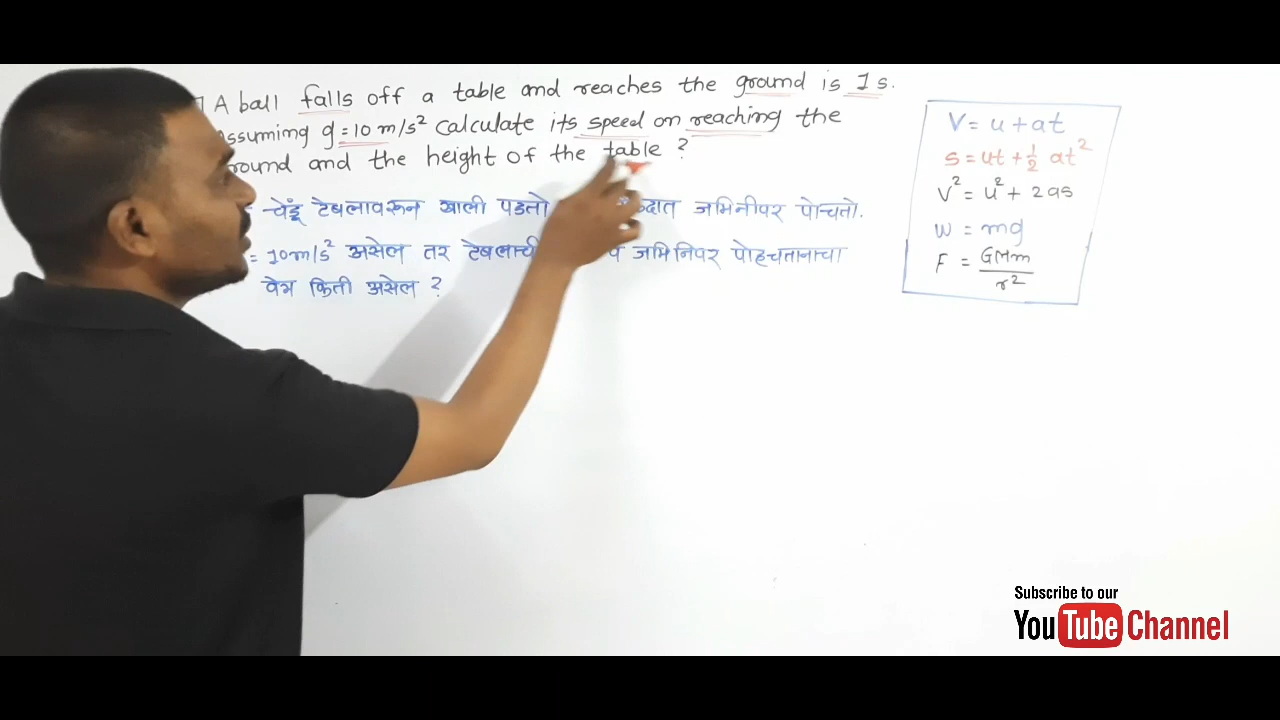 A ball falls off a table and reaches the ground is 1 s.
Assuming g = 10 m/s² calculate its speed on reaching the
ground and the height of the table ?
चेंडू टेबलावरून खाली पडतो जमिनीवर पोचतो.
= 10m/s² असेल तर टेबलाची व जमिनिवर पोहचतानाचा
वेग किती असेल ?
V = u + at
s = ut + 1/2 at²
V² = u² + 2as
W = mg
F = GMm/r²
Subscribe to our
YouTube Channel